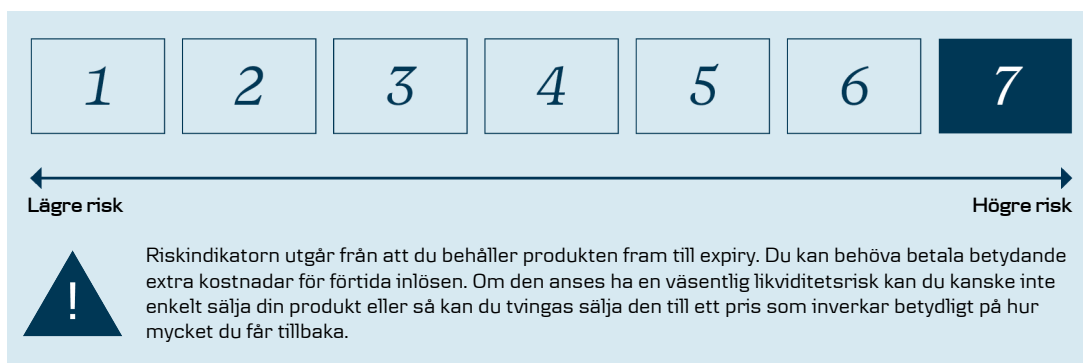 1 2 3 4 5 6 7
Lägre risk Högre risk
Riskindikatorn utgår från att du behåller produkten fram till expiry. Du kan behöva betala betydande
extra kostnadar för förtida inlösen. Om den anses ha en väsentlig likviditetsrisk kan du kanske inte
enkelt sälja din produkt eller så kan du tvingas sälja den till ett pris som inverkar betydligt på hur
mycket du får tillbaka.
!